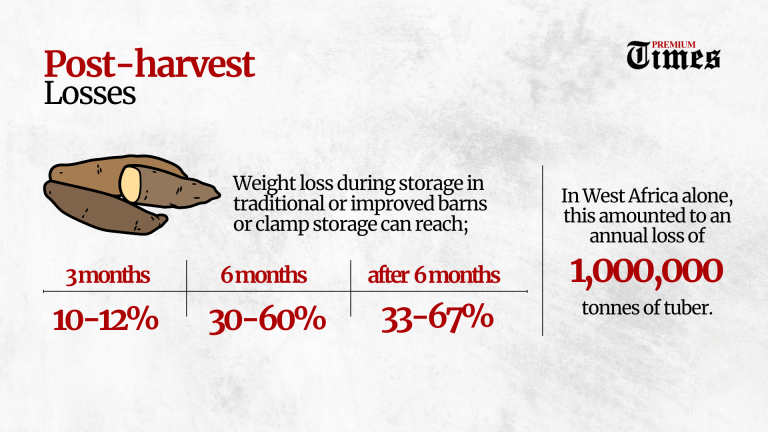 Post-harvest
Losses
PREMIUM
Times
Weight loss during storage in
traditional or improved barns
or clamp storage can reach;
3 months
6 months
after 6 months
10-12%
30-60%
33-67%
In West Africa alone,
this amounted to an
annual loss of
1,000,000
tonnes of tuber.